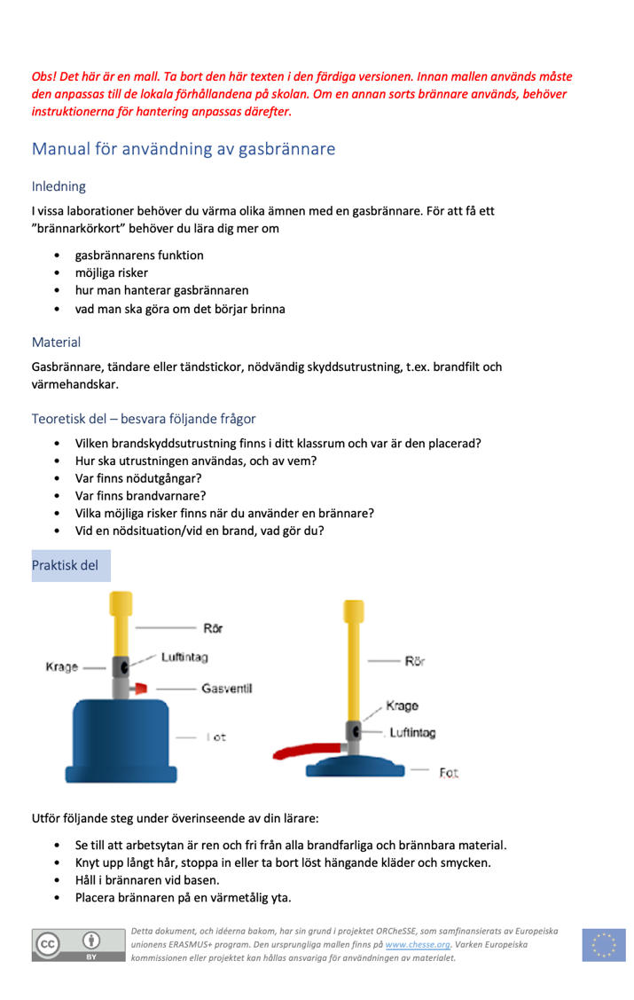 Obs! Det här är en mall. Ta bort den här texten i den färdiga versionen. Innan mallen används måste
den anpassas till de lokala förhållandena på skolan. Om en annan sorts brännare används, behöver
instruktionerna för hantering anpassas därefter.
Manual för användning av gasbrännare
Inledning
I vissa laborationer behöver du värma olika ämnen med en gasbrännare. För att få ett
”brännarkörkort” behöver du lära dig mer om
• gasbrännarens funktion
• möjliga risker
• hur man hanterar gasbrännaren
• vad man ska göra om det börjar brinna
Material
Gasbrännare, tändare eller tändstickor, nödvändig skyddsutrustning, t.ex. brandfilt och
värmehandskar.
Teoretisk del – besvara följande frågor
• Vilken brandskyddsutrustning finns i ditt klassrum och var är den placerad?
• Hur ska utrustningen användas, och av vem?
• Var finns nödutgångar?
• Var finns brandvarnare?
• Vilka möjliga risker finns när du använder en brännare?
• Vid en nödsituation/vid en brand, vad gör du?
Praktisk del
Rör
Luftintag
Krage
Gasventil
Fot
Rör
Krage
Luftintag
Fot
Utför följande steg under överinseende av din lärare:
• Se till att arbetsytan är ren och fri från alla brandfarliga och brännbara material.
• Knyt upp långt hår, stoppa in eller ta bort löst hängande kläder och smycken.
• Håll i brännaren vid basen.
• Placera brännaren på en värmetålig yta.
cc
BY
Detta dokument, och idéerna bakom, har sin grund i projektet ORCheSSE, som samfinansierats av Europeiska
unionens ERASMUS+ program. Den ursprungliga mallen finns på www.chesse.org. Varken Europeiska
kommissionen eller projektet kan hållas ansvariga för användningen av materialet.